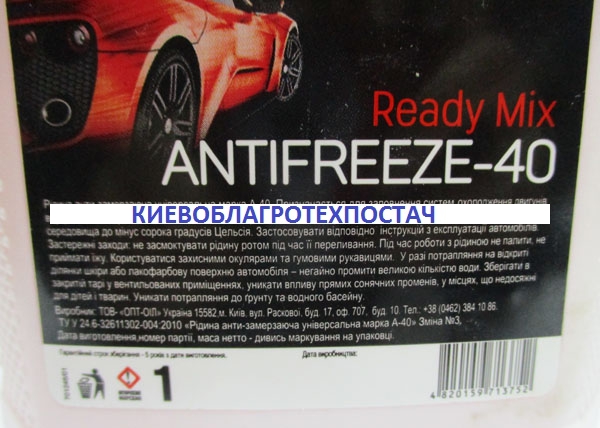 Ready Mix
ANTIFREEZE-40
КИЕВОБЛАГРОТЕХПОСТАЧ
середовища до мінус сорока градусів Цельсія. Застосовувати відповідно інструкцій з експлуатації автомобілів.
Застережні заходи: не засмоктувати рідину ротом під час її переливання. Під час роботи з рідиною не палити, не
приймати їжу. Користуватися захисними окулярами та гумовими рукавицями. У разі потрапляння на відкриті
ділянки шкіри або лакофарбову поверхню автомобіля – негайно промити великою кількістю води. Зберігати в
закритій тарі у вентильованих приміщеннях, уникати впливу прямих сонячних променів, у місцях, що недосяжні
для дітей і тварин. Уникати потрапляння до ґрунту та водного басейну.
Виробник: ТОВ- «ОПТ-ОІЛ» Україна 15582 м. Київ, вул. Раскової, буд. 17, оф. 707, буд. 10. Тел.: +38 (0462) 384 10 86.
ТУ У 24.6-32611302-004:2010 «Рідина анти-замерзаюча універсальна марка А-40» Зміна №3,
Дата виготовлення,номер партії, маса нетто - дивись маркування на упаковці.
Гарантійний строк зберігання - 5 років з дати виготовлення.
Дата виробництва:
1
4 820159 713752